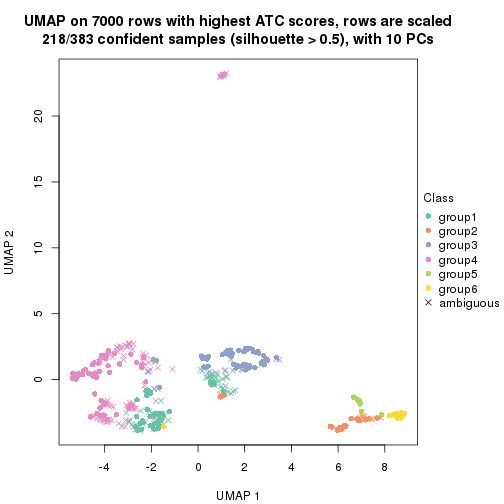 UMAP on 7000 rows with highest ATC scores, rows are scaled
218/383 confident samples (silhouette > 0.5), with 10 PCs
20
15
10
5
0
UMAP 2
-4
-2
0
2
4
6
8
UMAP 1
Class
group1
group2
group3
group4
group5
group6
ambiguous